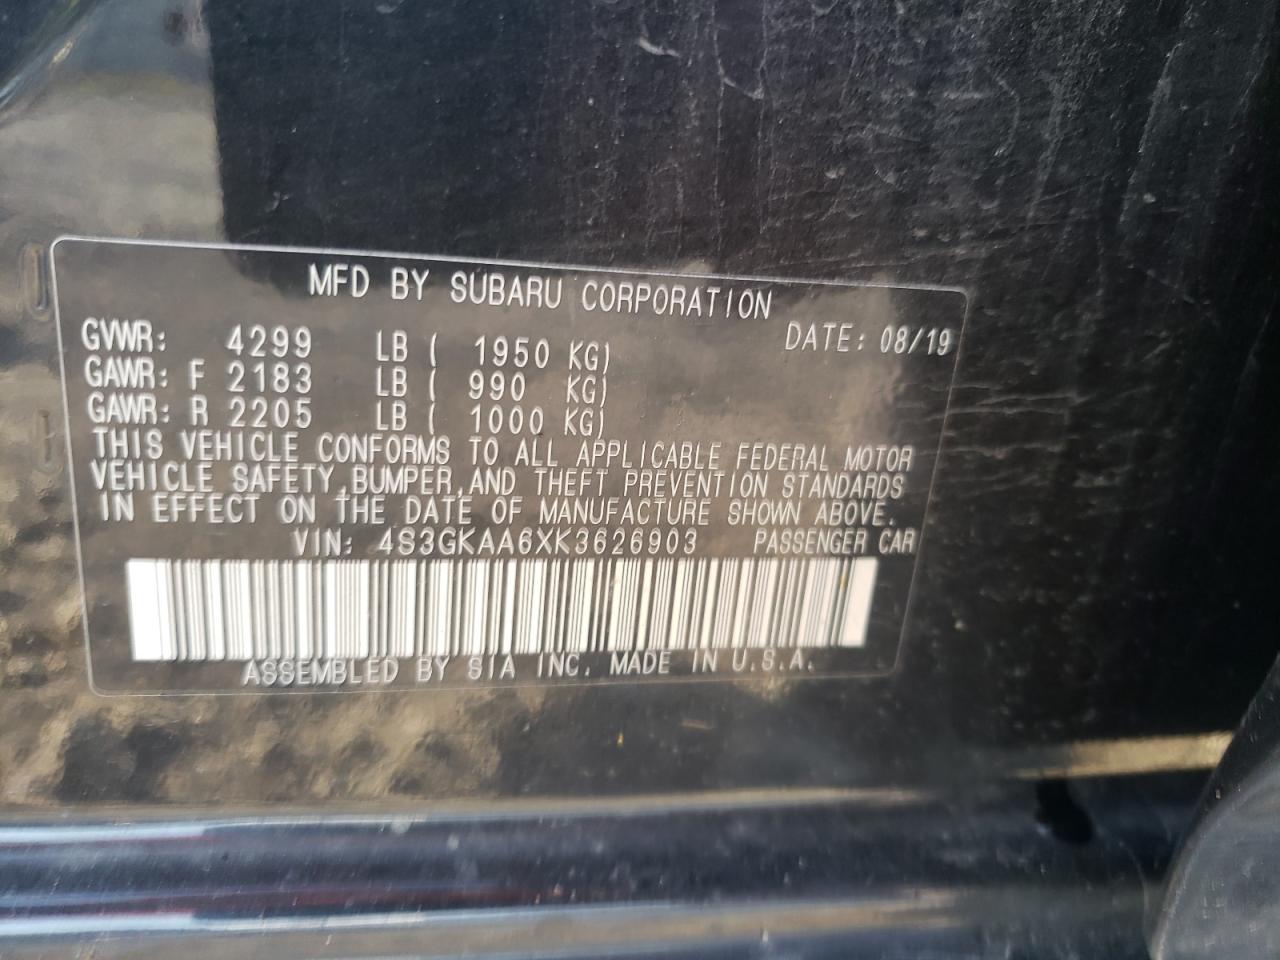 MFD BY SUBARU CORPORATION
DATE: 08/19
GVWR: 4299 LB ( 1950 KG)
GAWR: F 2183 LB ( 990 KG)
GAWR: R 2205 LB ( 1000 KG)
THIS VEHICLE CONFORMS TO ALL APPLICABLE FEDERAL MOTOR
VEHICLE SAFETY,BUMPER,AND THEFT PREVENTION STANDARDS
IN EFFECT ON THE DATE OF MANUFACTURE SHOWN ABOVE.
VIN: 4S3GKAA6XK3626903 PASSENGER CAR
ASSEMBLED BY SIA INC. MADE IN U.S.A.